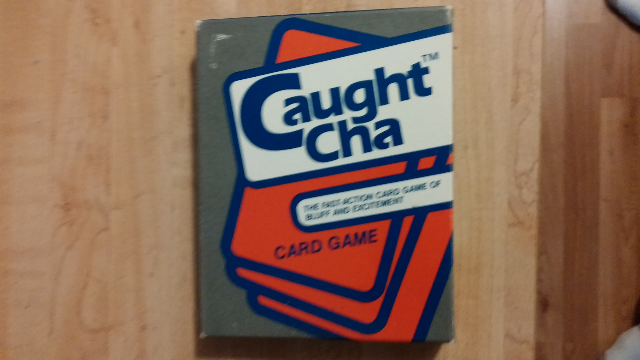 Caught™
Cha
THE FAST-ACTION CARD GAME OF
BLUFF AND EXCITEMENT
CARD GAME